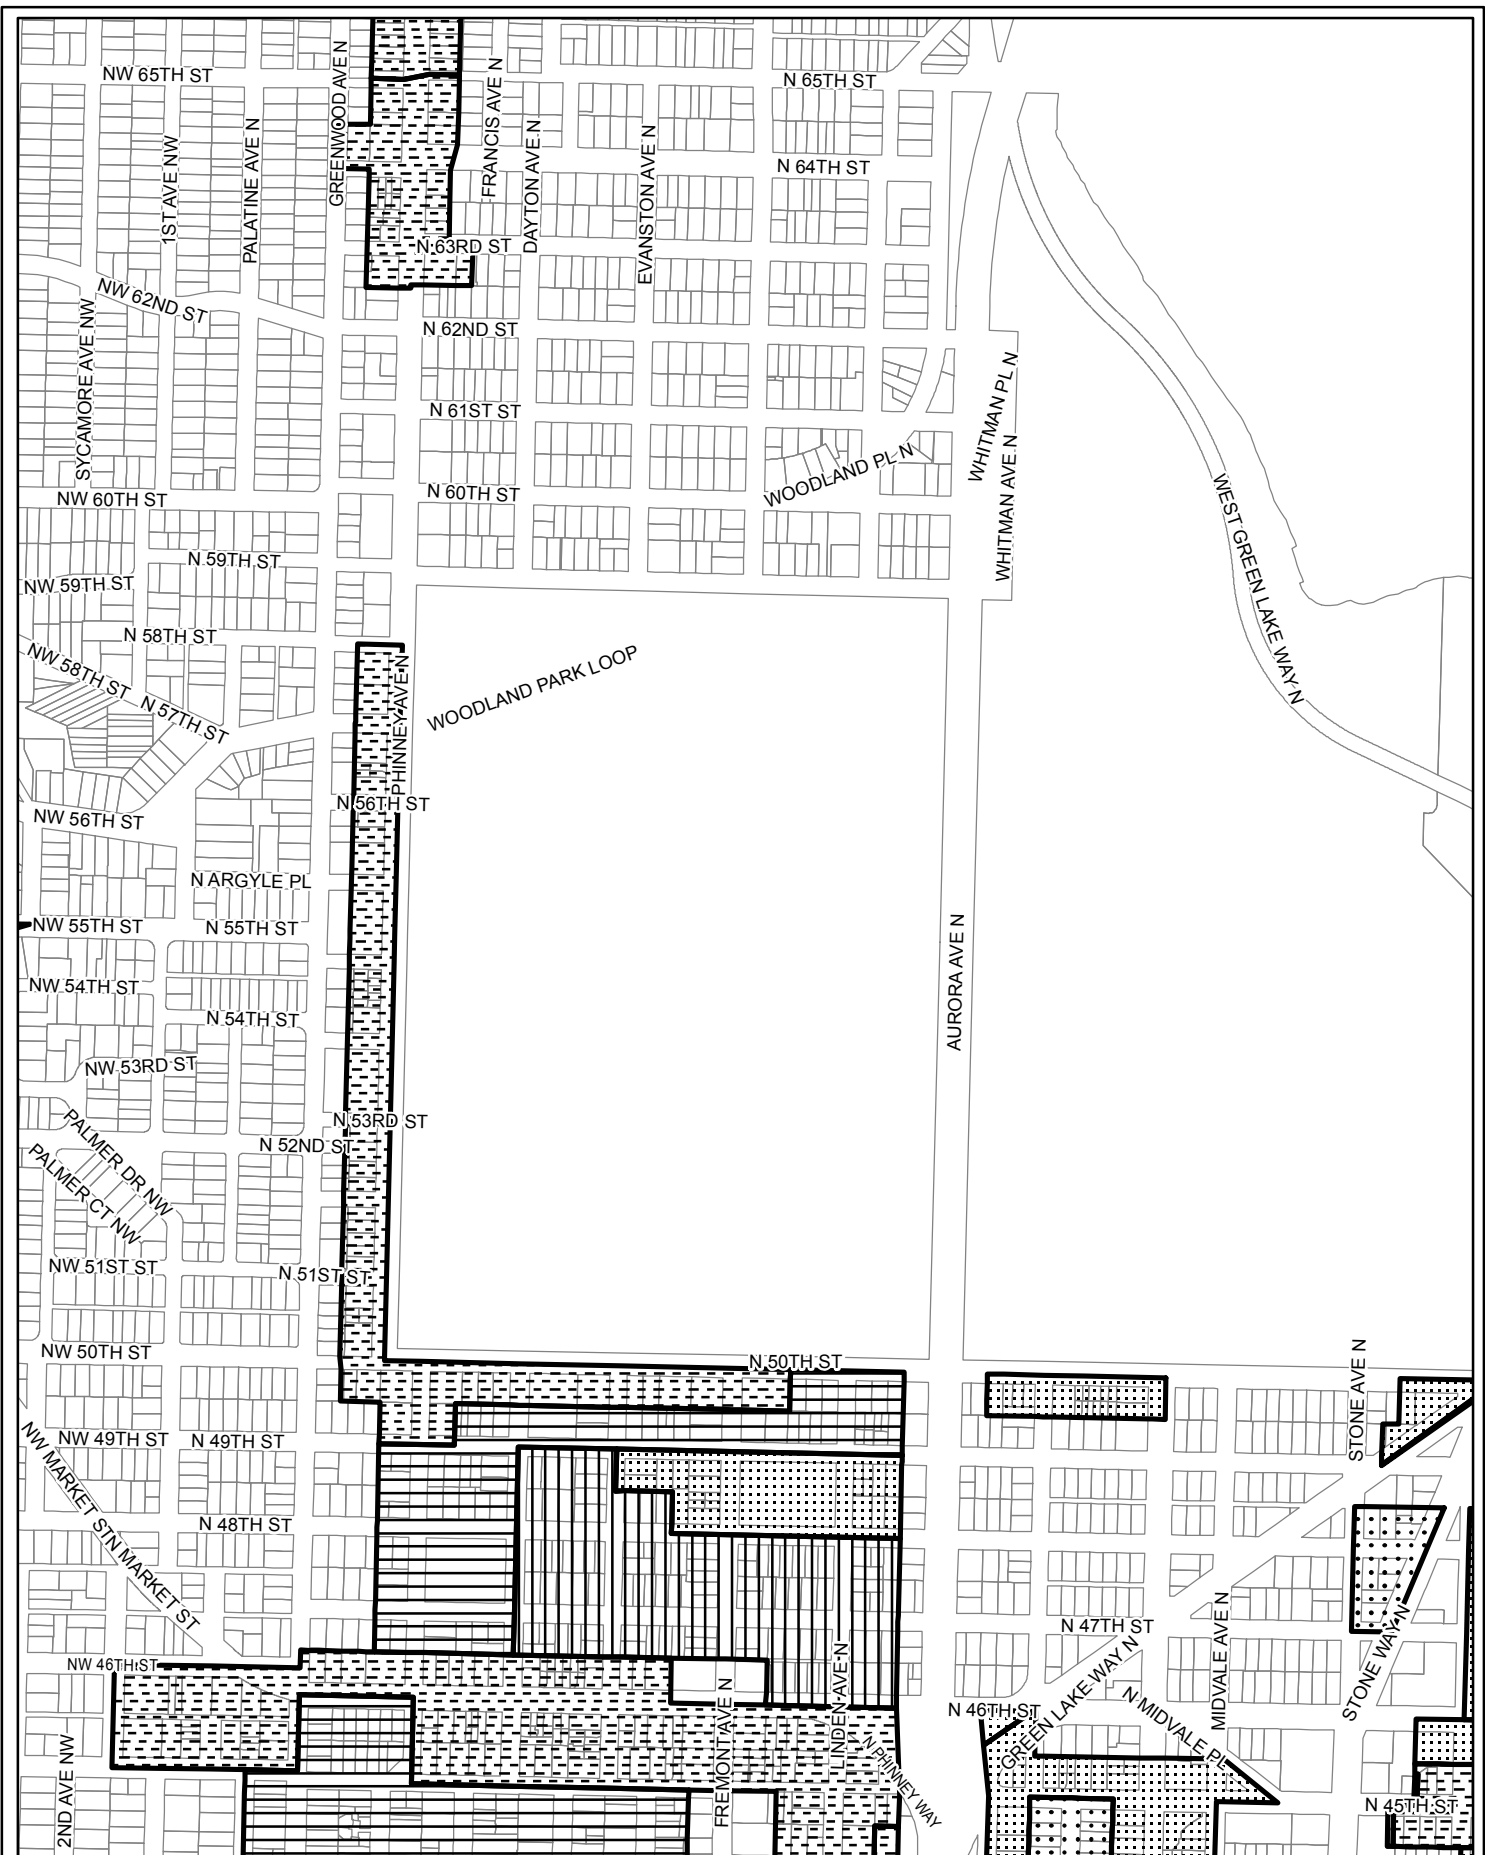 NW 65TH ST
N 65TH ST
GREENWOOD AVE N
FRANCIS AVE N
1ST AVE NW
PALATINE AVE N
DAYTON AVE N
EVANSTON AVE N
N 64TH ST
N 63RD ST
NW 62ND ST
N 62ND ST
SYCAMORE AVE NW
WHITMAN PL N
N 61ST ST
WOODLAND PL N
WHITMAN AVE N
NW 60TH ST
N 60TH ST
WEST GREEN LAKE WAY N
N 59TH ST
NW 59TH ST
N 58TH ST
NW 58TH ST
N 57TH ST
WOODLAND PARK LOOP
PHINNEY AVE N
N 56TH ST
NW 56TH ST
N ARGYLE PL
NW 55TH ST
N 55TH ST
AURORA AVE N
NW 54TH ST
N 54TH ST
NW 53RD ST
N 53RD ST
PALMER DR NW
N 52ND ST
PALMER CT NW
NW 51ST ST
N 51ST ST
NW 50TH ST
N 50TH ST
STONE AVE N
NW 49TH ST
N 49TH ST
NW MARKET ST
N 48TH ST
N MARKET ST
N 47TH ST
MIDVALE AVE N
STONE WAY N
NW 46TH ST
LINDEN AVE N
FREMONT AVE N
N 46TH ST
GREEN LAKE WAY N
N MIDVALE PL
2ND AVE NW
N PHINNEY WAY
N 45TH ST